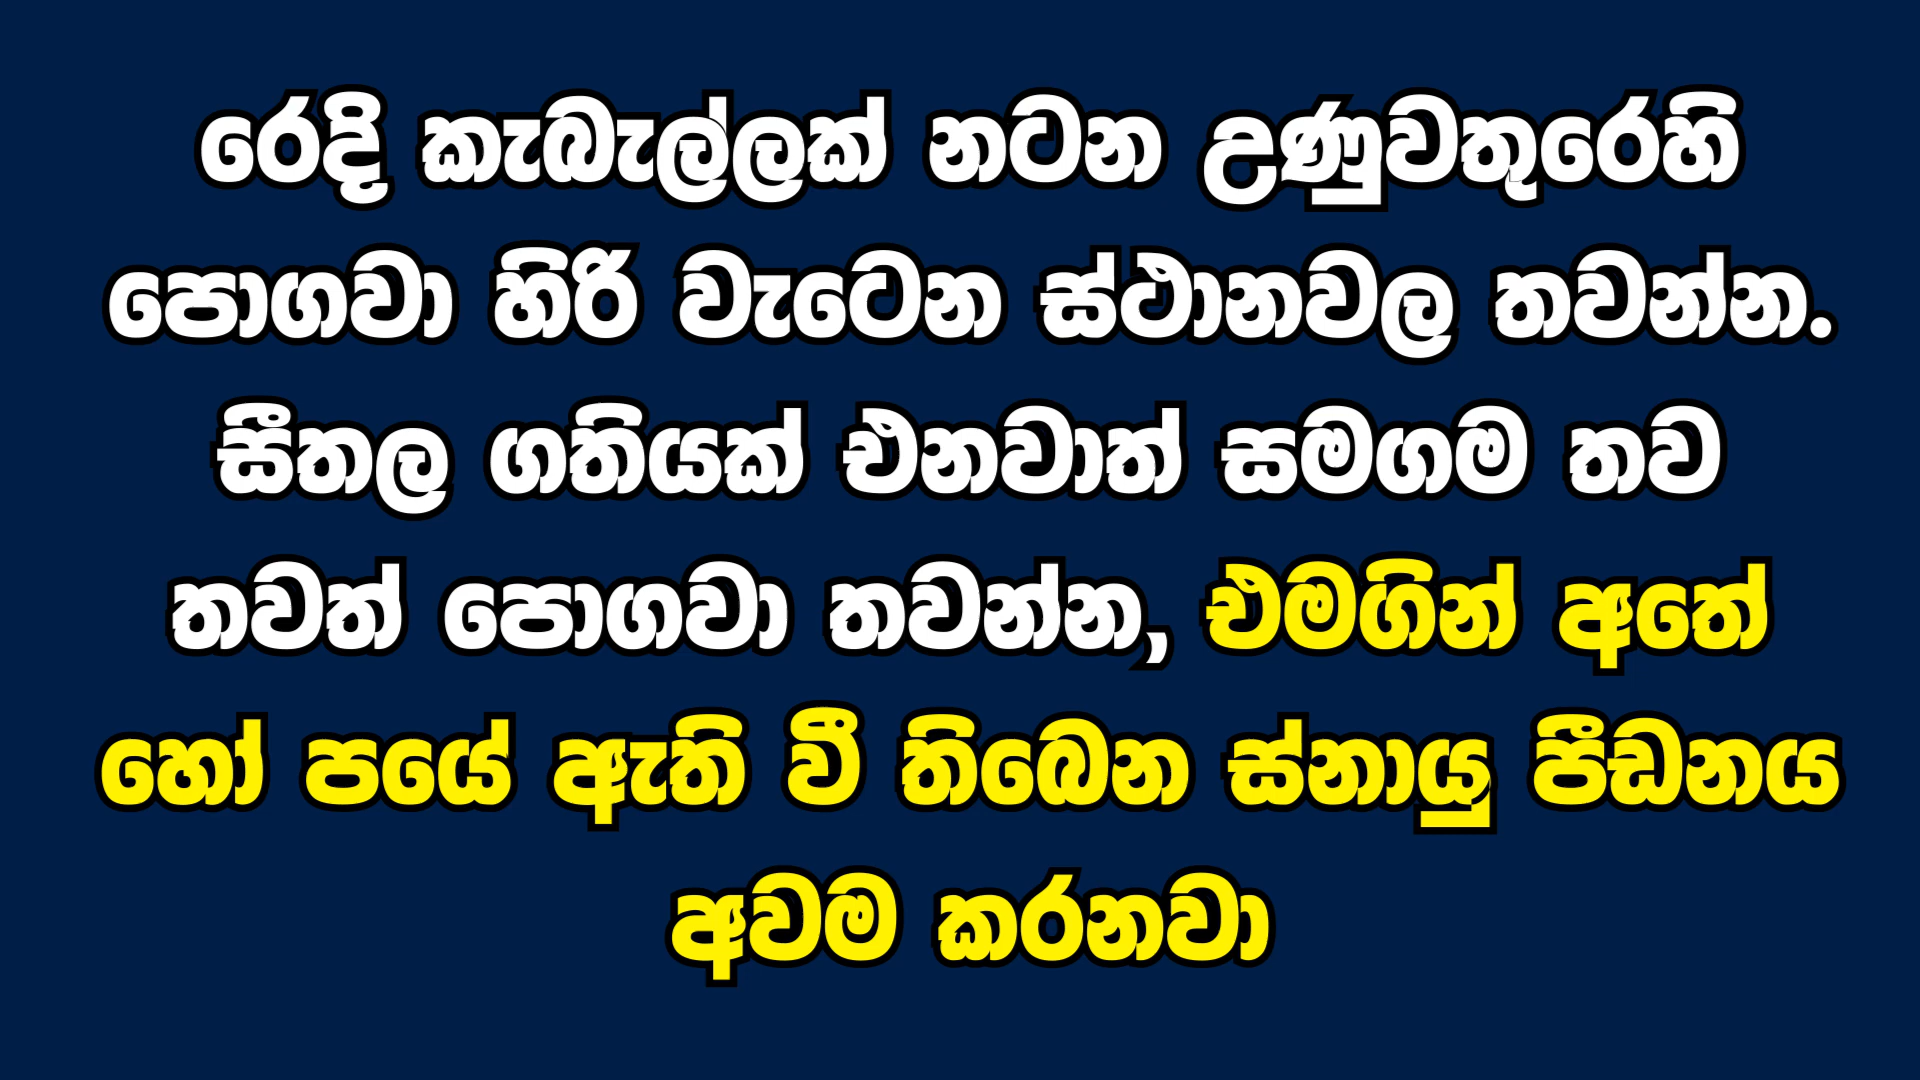 රෙදි කැබැල්ලක් නටන උණුවතුරෙහි
පොගවා හිරි වැටෙන ස්ථානවල තවන්න.
සීතල ගතියක් එනවාත් සමගම තව
තවත් පොගවා තවන්න, එමගින් අතේ
හෝ පයේ ඇති වී තිබෙන ස්නායු පීඩනය
අවම කරනවා